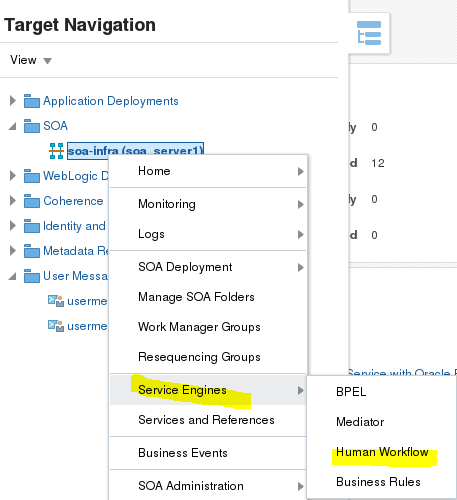 Target Navigation
View
Application Deployments
SOA
soa-infra (soa_server1)
WebLogic D
Coherence
Identity and
Metadata Re
User Messa
userme
userme
Home
Monitoring
Logs
SOA Deployment
Manage SOA Folders
Work Manager Groups
Resequencing Groups
Service Engines
Services and References
Business Events
SOA Administration
BPEL
Mediator
Human Workflow
Business Rules
ly 0
d 12
ly 0
d 0
Service with Oracle